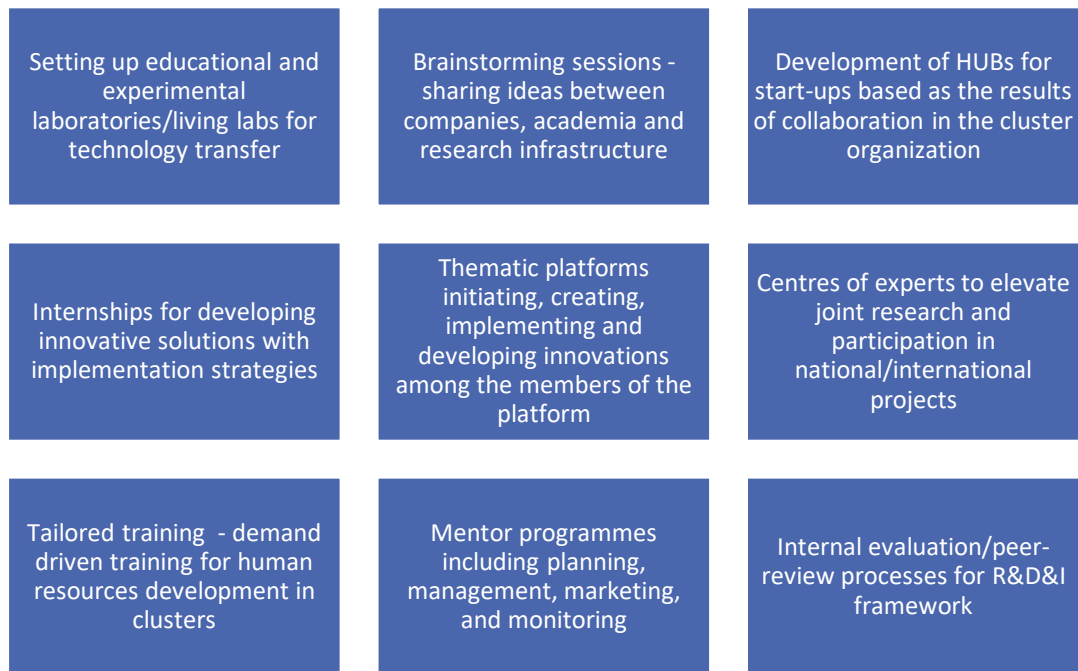 Setting up educational and
experimental
laboratories/living labs for
technology transfer
Brainstorming sessions -
sharing ideas between
companies, academia and
research infrastructure
Development of HUBs for
start-ups based as the results
of collaboration in the cluster
organization
Internships for developing
innovative solutions with
implementation strategies
Thematic platforms
initiating, creating,
implementing and
developing innovations
among the members of the
platform
Centres of experts to elevate
joint research and
participation in
national/international
projects
Tailored training - demand
driven training for human
resources development in
clusters
Mentor programmes
including planning,
management, marketing,
and monitoring
Internal evaluation/peer-
review processes for R&D&I
framework